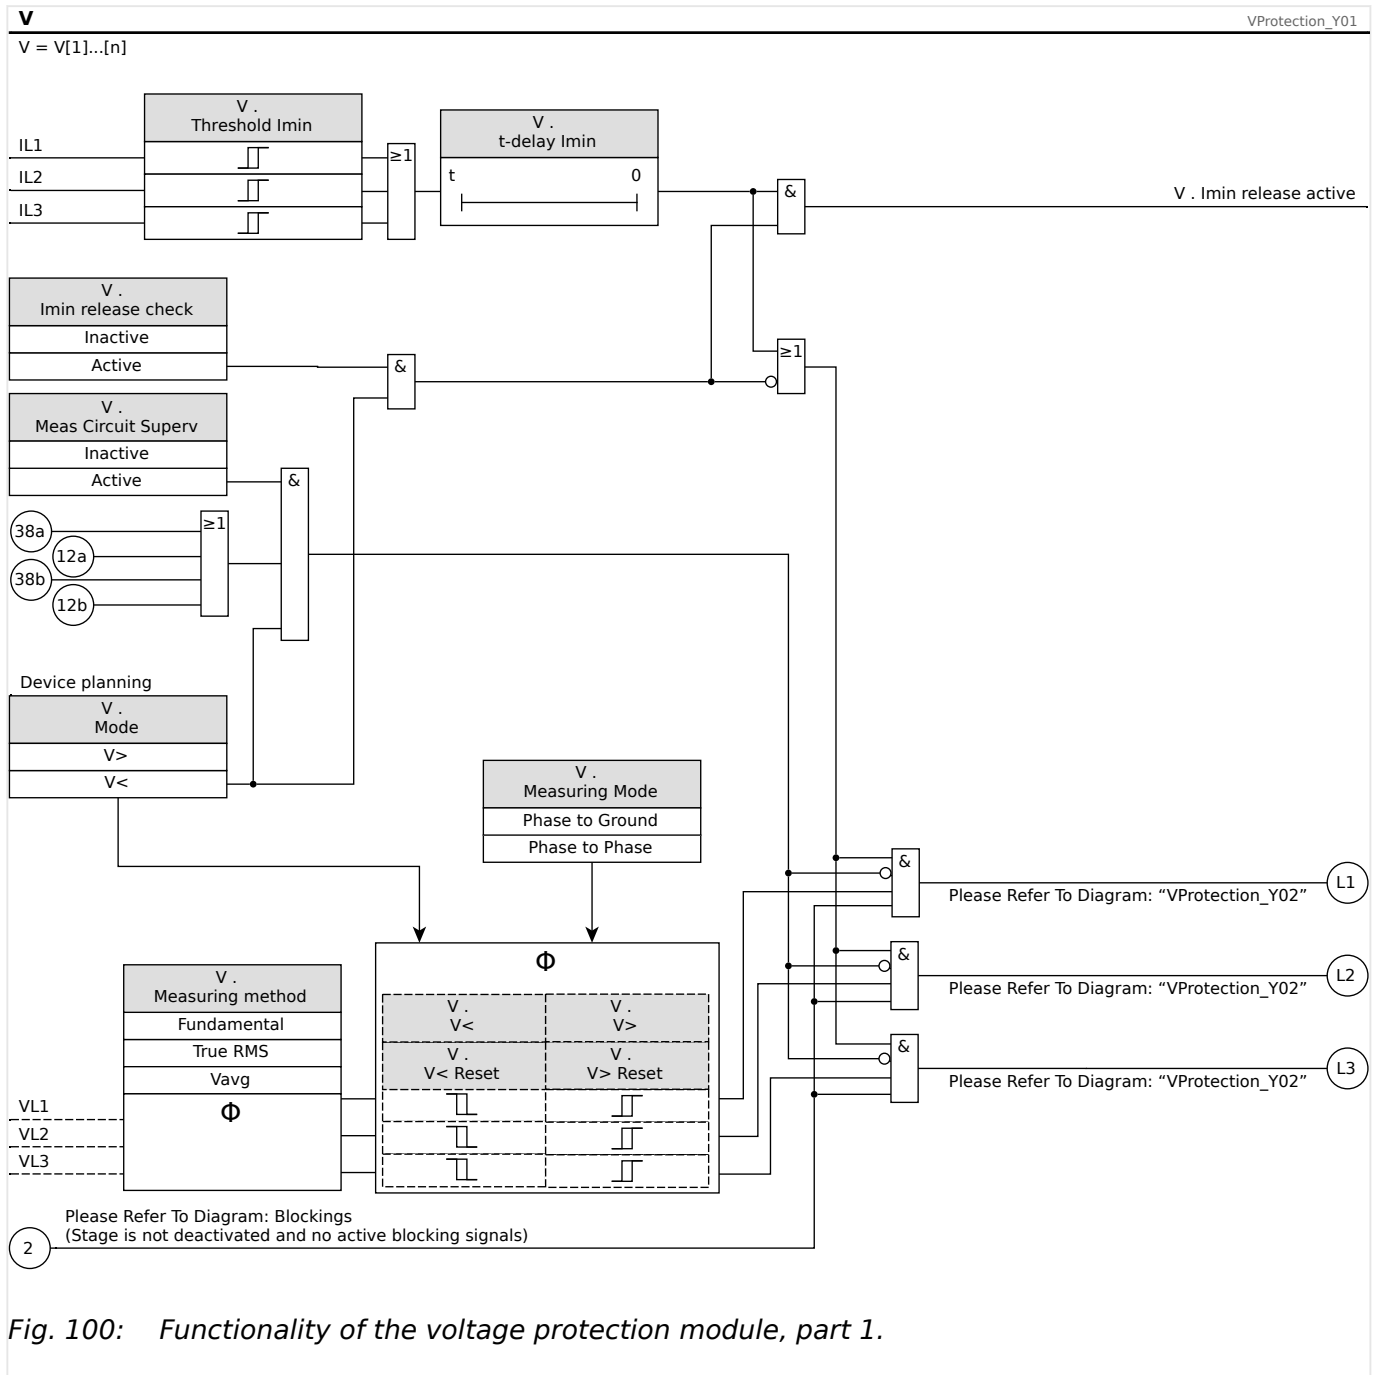 V
VProtection_Y01
V = V[1]...[n]
V .
Threshold Imin
IL1
IL2
IL3
≥1
V .
t-delay Imin
t 0
&
V . Imin release active
V .
Imin release check
Inactive
Active
&
≥1
V .
Meas Circuit Superv
Inactive
Active
&
38a
12a
38b
12b
≥1
Device planning
V .
Mode
V>
V<
V .
Measuring Mode
Phase to Ground
Phase to Phase
&
Please Refer To Diagram: “VProtection_Y02”
L1
&
Please Refer To Diagram: “VProtection_Y02”
L2
&
Please Refer To Diagram: “VProtection_Y02”
L3
V .
Measuring method
Fundamental
True RMS
Vavg
Φ
VL1
VL2
VL3
Φ
V .
V<
V .
V>
V .
V< Reset
V .
V> Reset
Please Refer To Diagram: Blockings
(Stage is not deactivated and no active blocking signals)
2
Fig. 100: Functionality of the voltage protection module, part 1.